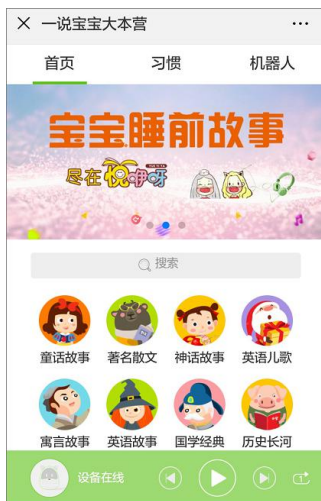 一说宝宝大本营
首页 习惯 机器人
宝宝睡前故事
尽在悦咿呀
搜索
童话故事 著名散文 神话故事 英语儿歌
寓言故事 英语故事 国学经典 历史长河
设备在线